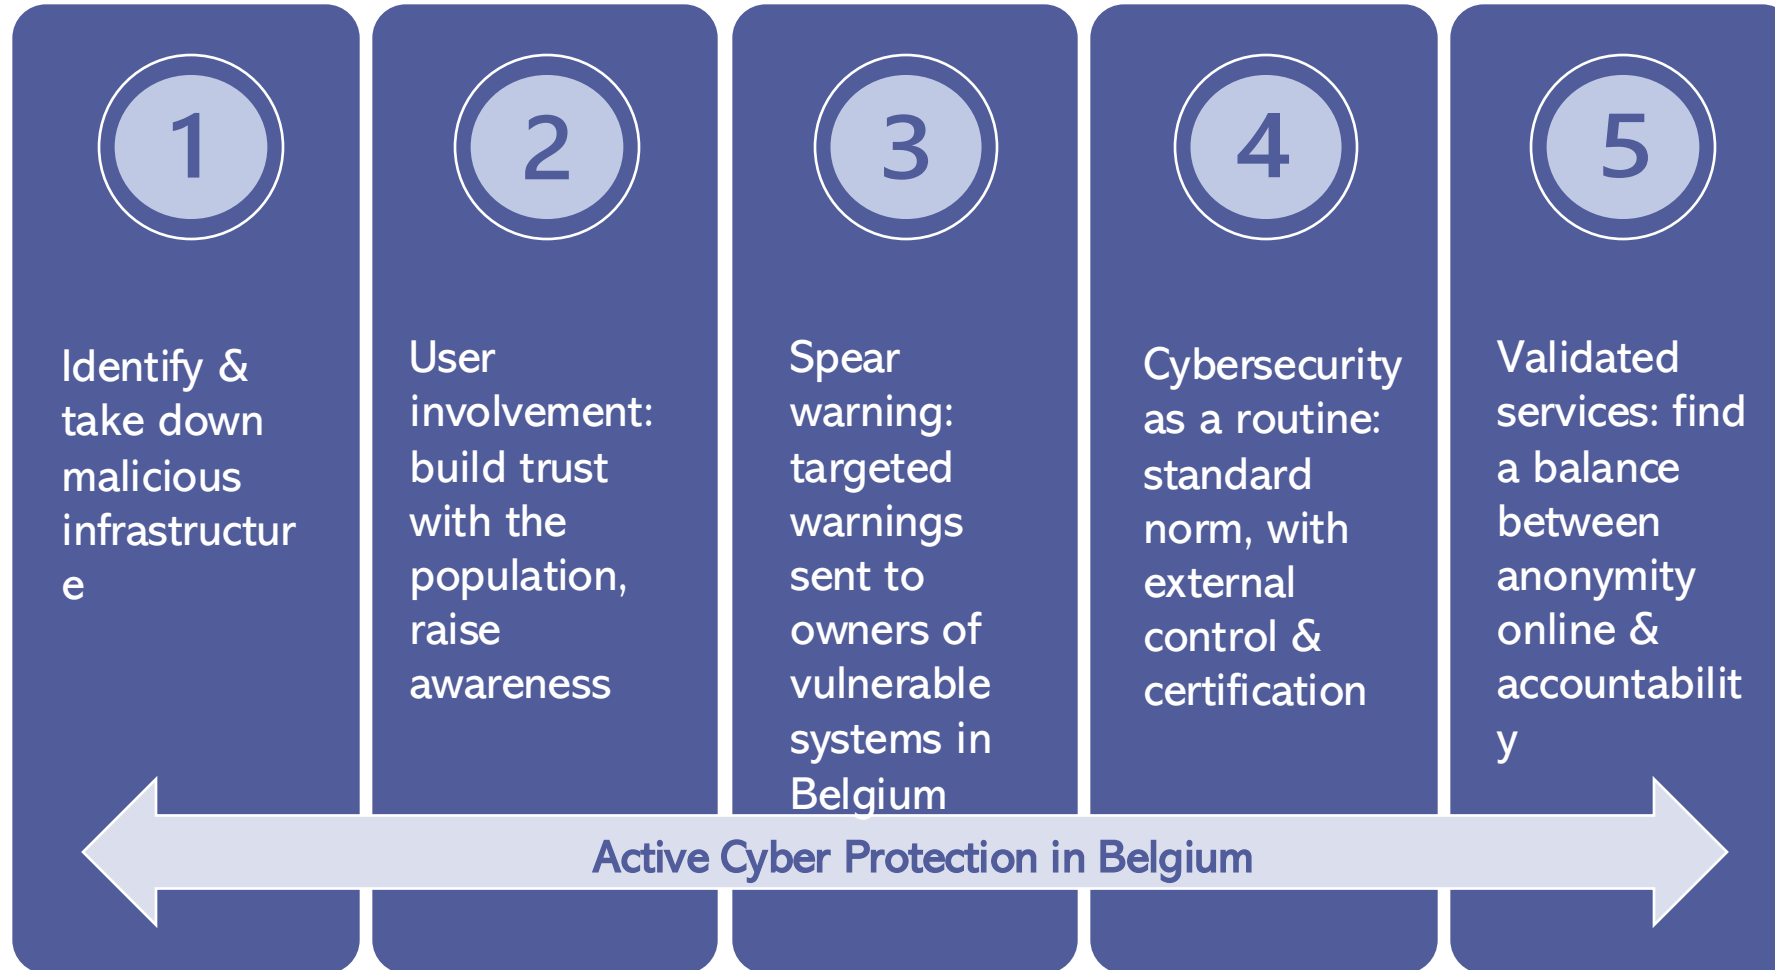 1
Identify &
take down
malicious
infrastructur
e
2
User
involvement:
build trust
with the
population,
raise
awareness
3
Spear
warning:
targeted
warnings
sent to
owners of
vulnerable
systems in
Belgium
4
Cybersecurity
as a routine:
standard
norm, with
external
control &
certification
5
Validated
services: find
a balance
between
anonymity
online &
accountabilit
y
Active Cyber Protection in Belgium